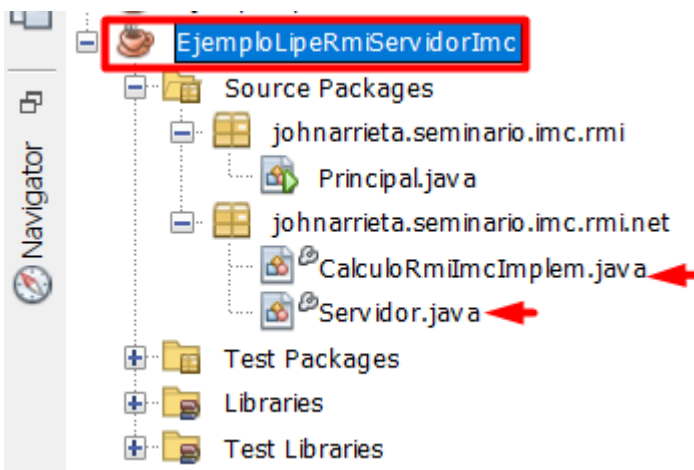 EjemploLipeRmiServidorImc
Source Packages
johnarrieta.seminario.imc.rmi
Principal.java
johnarrieta.seminario.imc.rmi.net
CalculoRmiImcImplem.java
Servidor.java
Test Packages
Libraries
Test Libraries
Navigator